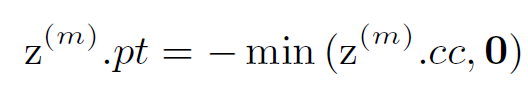 z^{(m)}.pt = − min (z^{(m)}.cc, 0)